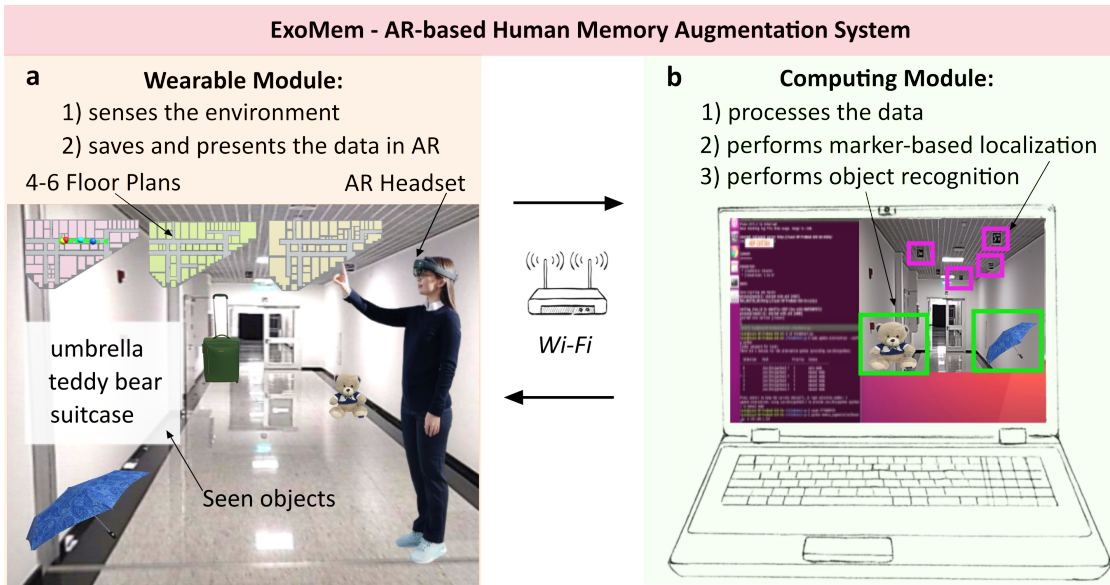 ExoMem - AR-based Human Memory Augmentation System
a
Wearable Module:
1) senses the environment
2) saves and presents the data in AR
4-6 Floor Plans
AR Headset
umbrella
teddy bear
suitcase
Seen objects
Wi-Fi
b
Computing Module:
1) processes the data
2) performs marker-based localization
3) performs object recognition